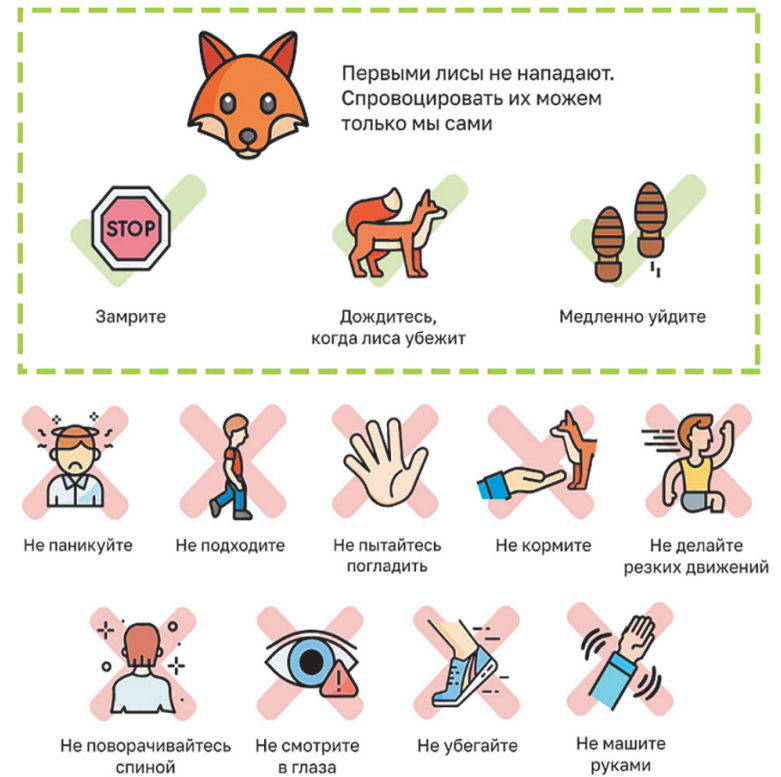 Первыми лисы не нападают.
Спровоцировать их можем
только мы сами
STOP
Замрите
Дождитесь,
когда лиса убежит
Медленно уйдите
Не паникуйте
Не подходите
Не пытайтесь
погладить
Не кормите
Не делайте
резких движений
Не поворачивайтесь
спиной
Не смотрите
в глаза
Не убегайте
Не машите
руками